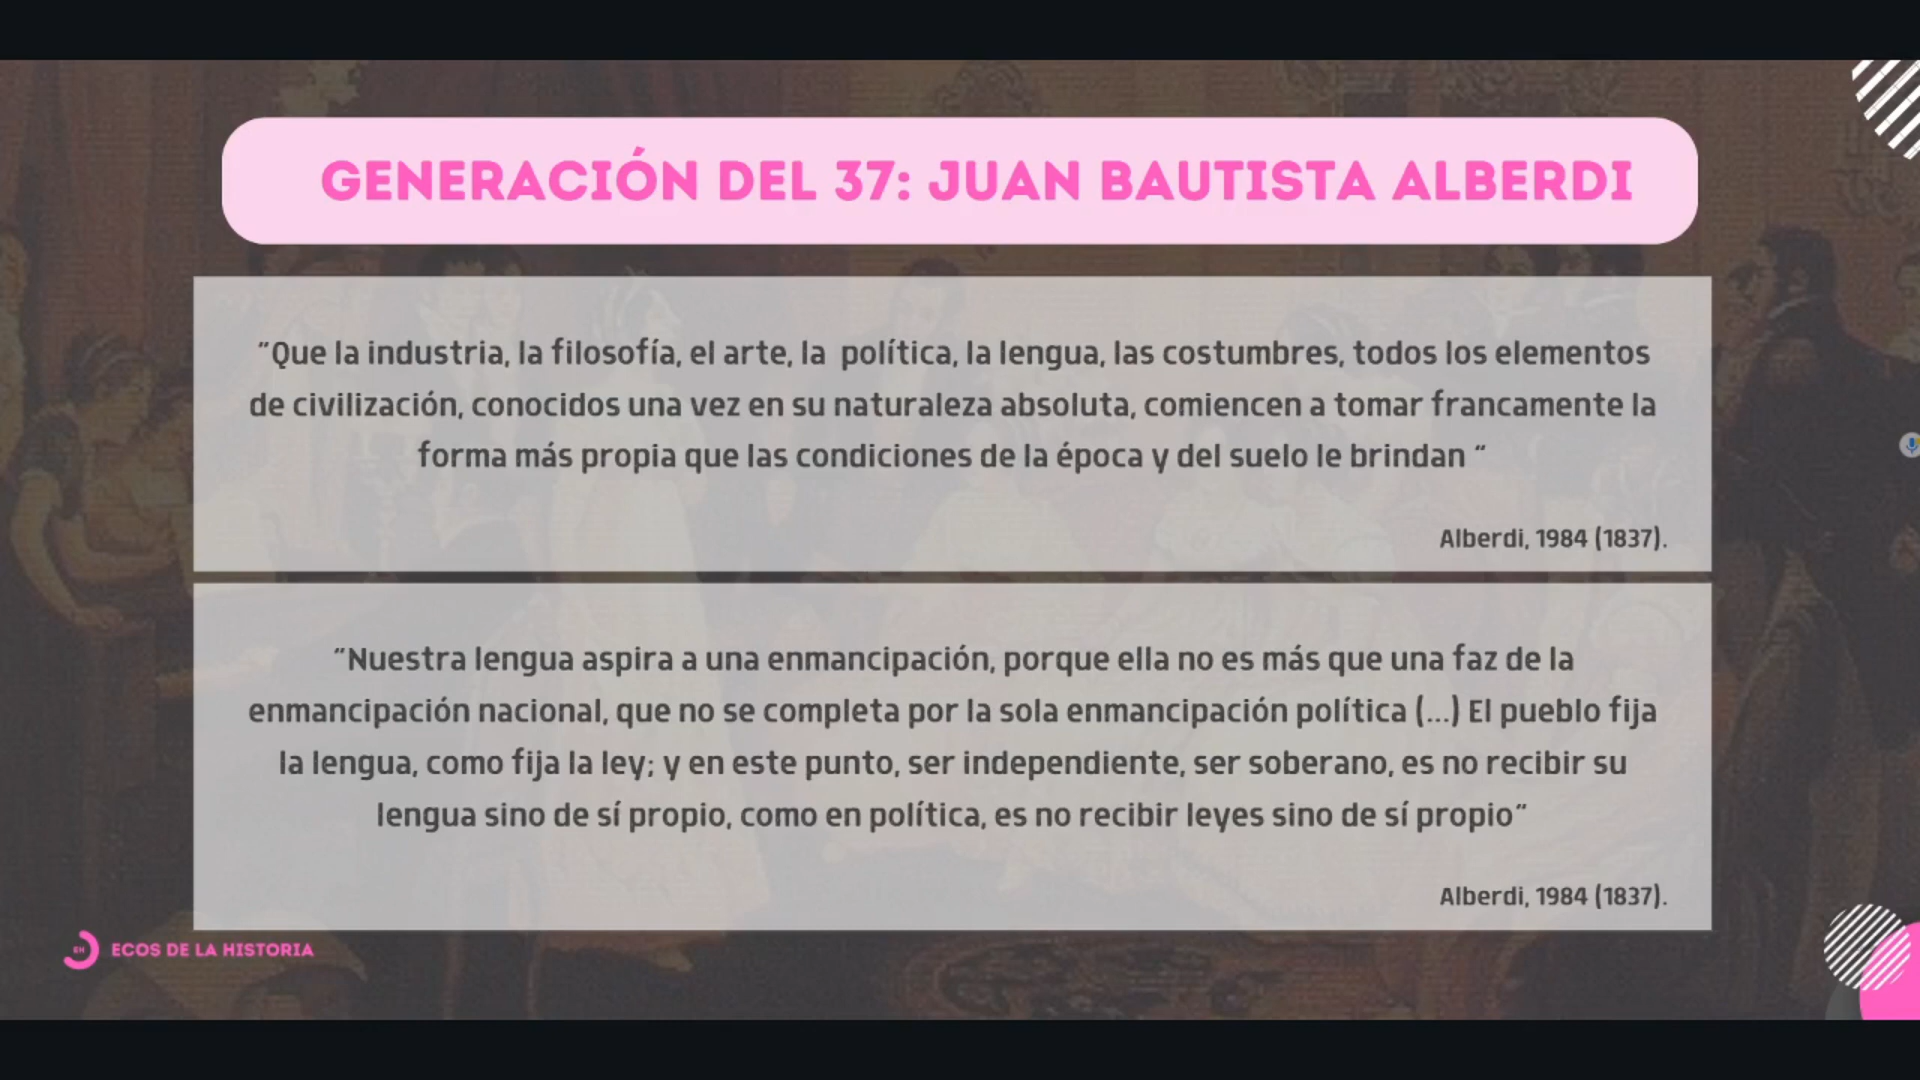 GENERACIÓN DEL 37: JUAN BAUTISTA ALBERDI
“Que la industria, la filosofía, el arte, la política, la lengua, las costumbres, todos los elementos
de civilización, conocidos una vez en su naturaleza absoluta, comiencen a tomar francamente la
forma más propia que las condiciones de la época y del suelo le brindan “
Alberdi, 1984 (1837).
“Nuestra lengua aspira a una enmancipación, porque ella no es más que una faz de la
enmancipación nacional, que no se completa por la sola enmancipación política (...) El pueblo fija
la lengua, como fija la ley; y en este punto, ser independiente, ser soberano, es no recibir su
lengua sino de sí propio, como en política, es no recibir leyes sino de sí propio”
Alberdi, 1984 (1837).
EH ECOS DE LA HISTORIA